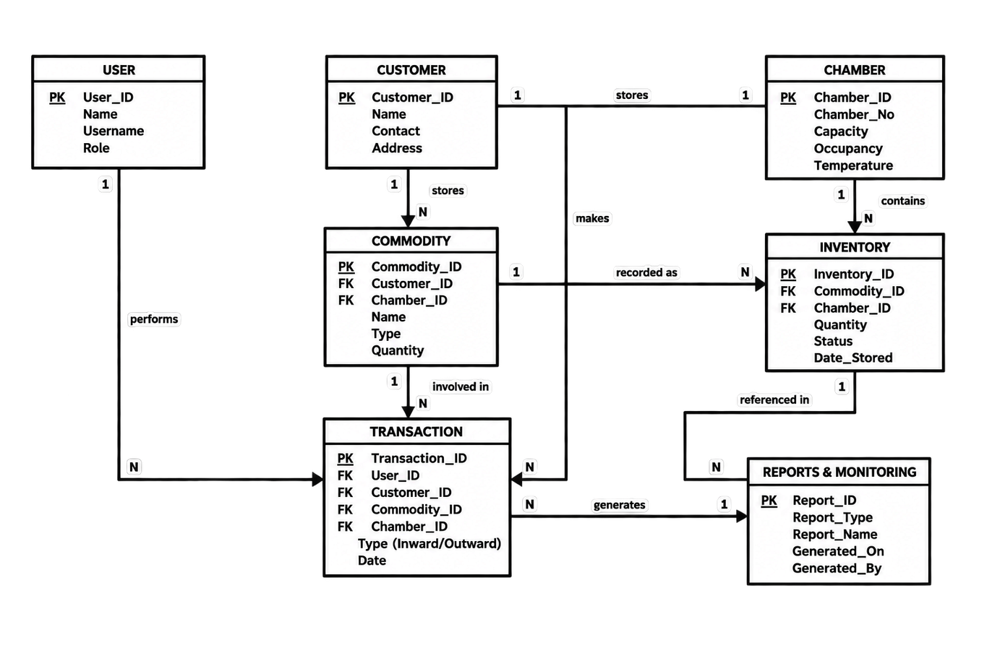 USER
PK User_ID
Name
Username
Role
CUSTOMER
PK Customer_ID
Name
Contact
Address
1 stores 1
CHAMBER
PK Chamber_ID
Chamber_No
Capacity
Occupancy
Temperature
1
1
stores
N
makes
1
contains
N
COMMODITY
PK Commodity_ID
FK Customer_ID
FK Chamber_ID
Name
Type
Quantity
1 recorded as N
INVENTORY
PK Inventory_ID
FK Commodity_ID
FK Chamber_ID
Quantity
Status
Date_Stored
performs
1
involved in
N
1
referenced in
N
TRANSACTION
PK Transaction_ID
FK User_ID
FK Customer_ID
FK Commodity_ID
FK Chamber_ID
Type (Inward/Outward)
Date
N
N
N generates 1
REPORTS & MONITORING
PK Report_ID
Report_Type
Report_Name
Generated_On
Generated_By